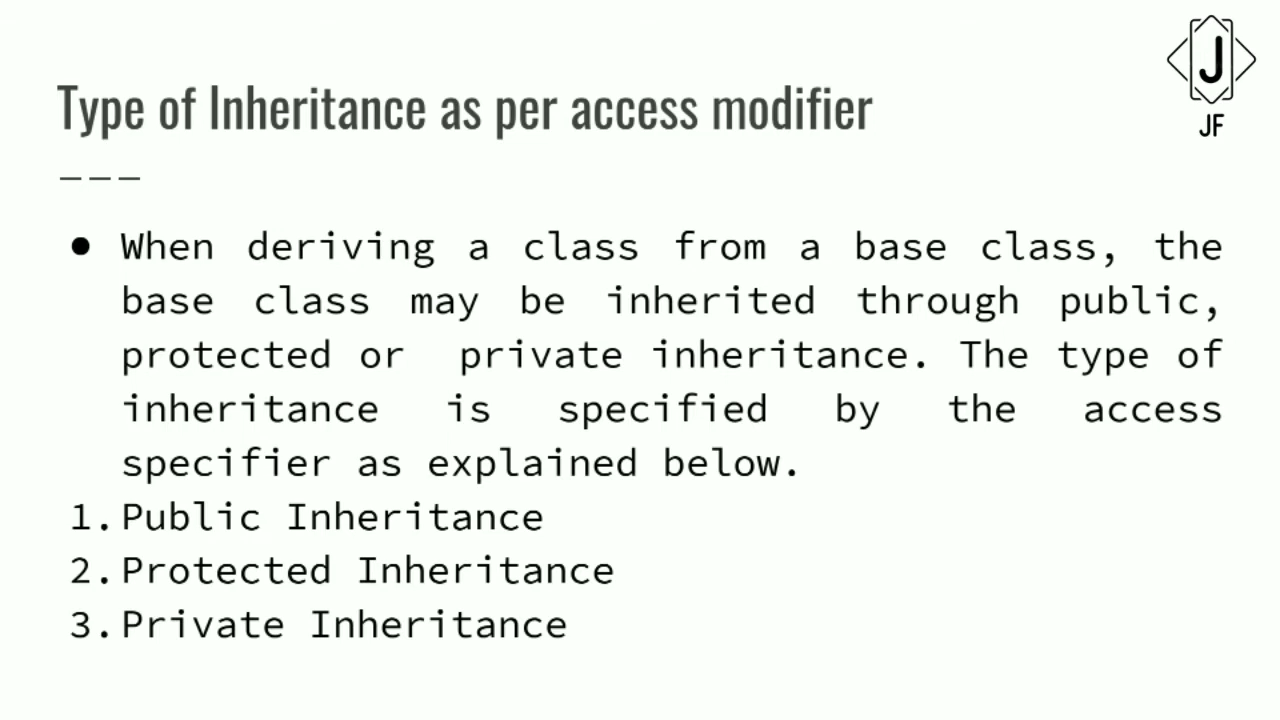 J
JF
Type of Inheritance as per access modifier
● When deriving a class from a base class, the
base class may be inherited through public,
protected or private inheritance. The type of
inheritance is specified by the access
specifier as explained below.
1. Public Inheritance
2. Protected Inheritance
3. Private Inheritance